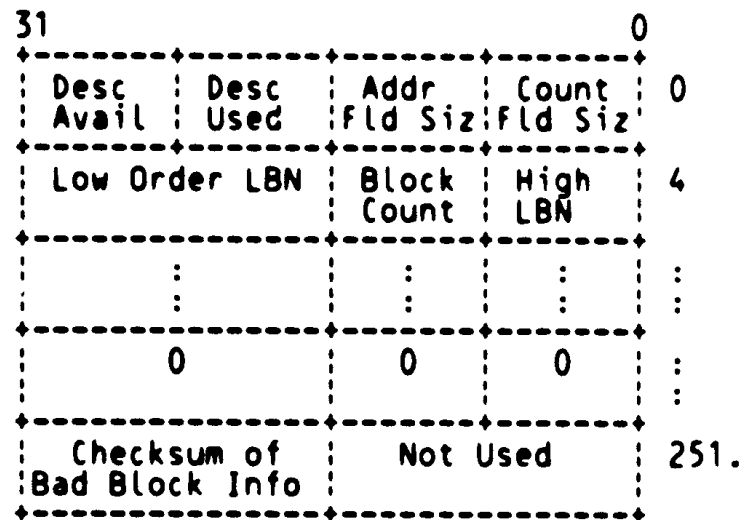 31 0
Desc Desc Addr Count 0
Avail Used Fld Siz Fld Siz
Low Order LBN Block High 4
Count LBN
: : : :
: : : :
0 0 0 :
:
Checksum of Not Used 251.
Bad Block Info